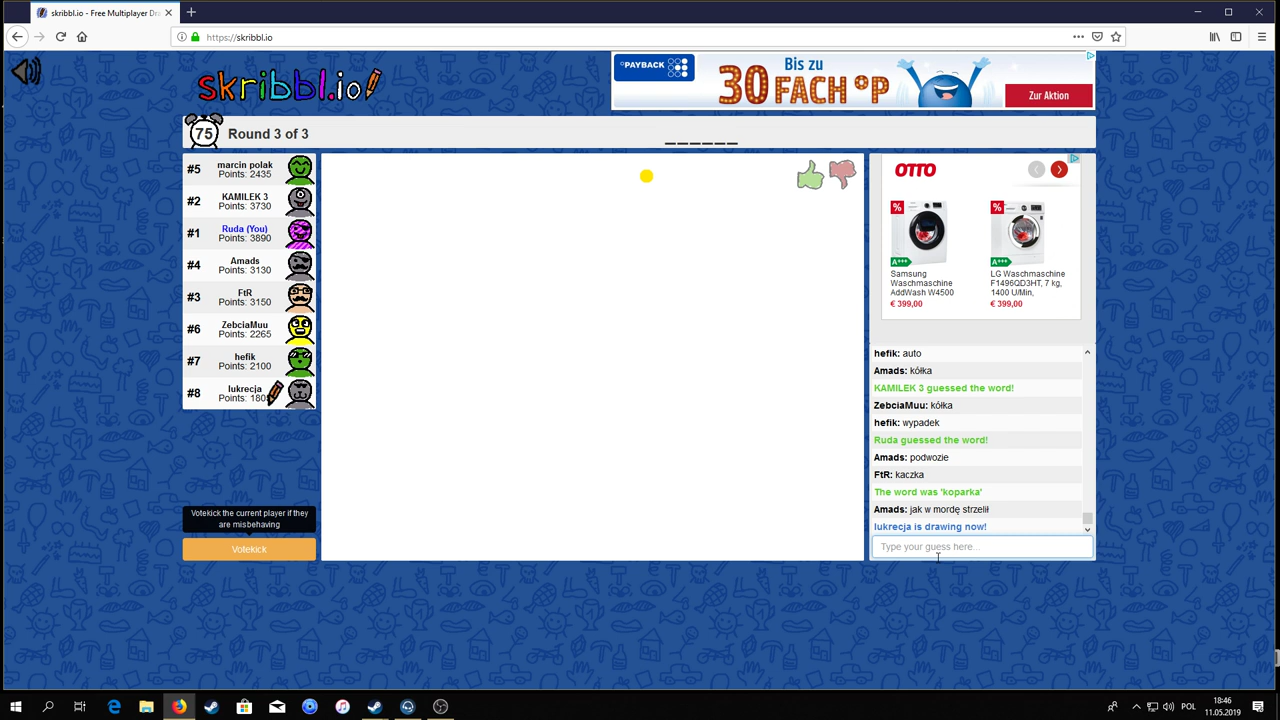 skribbl.io - Free Multiplayer Dra
https://skribbl.io
skribbl.io!
°PAYBACK
Bis zu
30 FACH °P
Zur Aktion
75
Round 3 of 3
______
#5
marcin polak
Points: 2435
#2
KAMILEK 3
Points: 3730
#1
Ruda (You)
Points: 3890
#4
Amads
Points: 3130
#3
FtR
Points: 3150
#6
ZebciaMuu
Points: 2265
#7
hefik
Points: 2100
#8
lukrecja
Points: 180
Votekick the current player if they
are misbehaving
Votekick
OTTO
%
%
A+++
A+++
Samsung
Waschmaschine
AddWash W4500
€ 399,00
LG Waschmaschine
F1496QD3HT, 7 kg,
1400 U/Min,
€ 399,00
hefik: auto
Amads: kółka
KAMILEK 3 guessed the word!
ZebciaMuu: kółka
hefik: wypadek
Ruda guessed the word!
Amads: podwozie
FtR: kaczka
The word was 'koparka'
Amads: jak w mordę strzelił
lukrecja is drawing now!
Type your guess here...
POL
18:46
11.05.2019